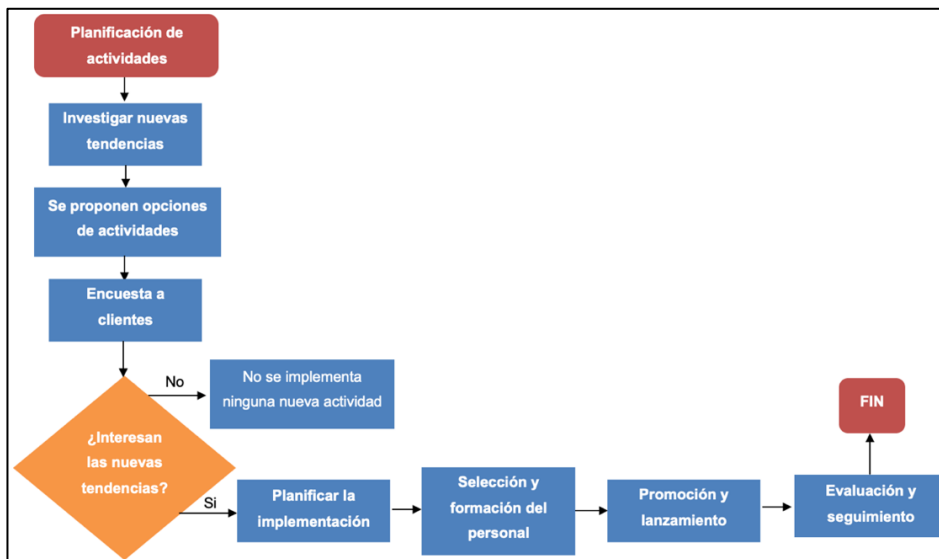 Planificación de
actividades
Investigar nuevas
tendencias
Se proponen opciones
de actividades
Encuesta a
clientes
No
No se implementa
ninguna nueva actividad
¿Interesan
las nuevas
tendencias?
Si
Planificar la
implementación
Selección y
formación del
personal
Promoción y
lanzamiento
Evaluación y
seguimiento
FIN